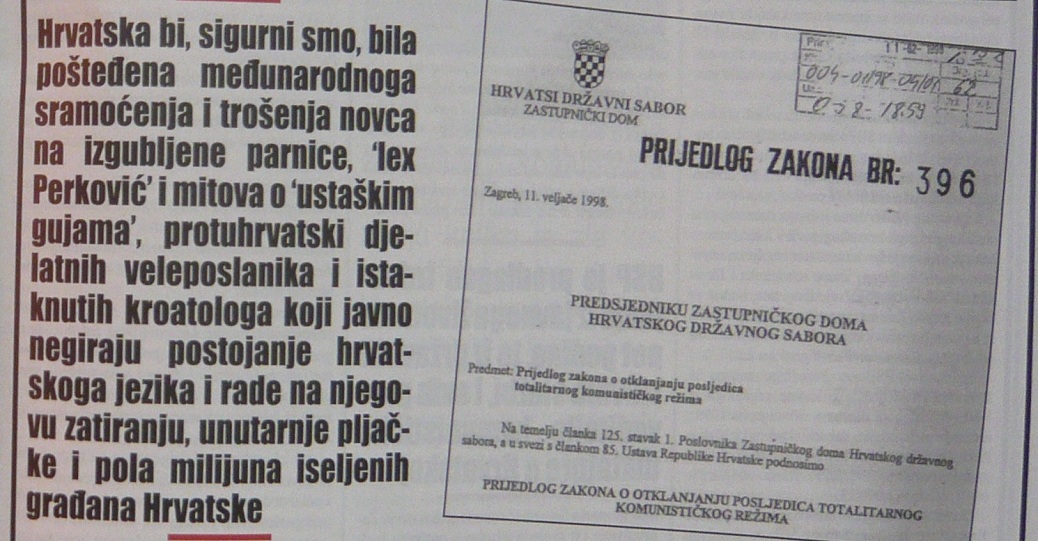 Hrvatska bi, sigurni smo, bila
pošteđena međunarodnoga
sramoćenja i trošenja novca
na izgubljene parnice, 'lex
Perković' i mitova o 'ustaškim
gujama', protuhrvatski dje-
latnih veleposlanika i ista-
knutih kroatologa koji javno
negiraju postojanje hrvat-
skoga jezika i rade na njego-
vu zatiranju, unutarnje pljač-
ke i pola milijuna iseljenih
građana Hrvatske
HRVATSI DRŽAVNI SABOR
ZASTUPNIČKI DOM
11-02-1998
62
PRIJEDLOG ZAKONA BR: 396
Zagreb, 11. veljače 1998.
PREDSJEDNIKU ZASTUPNIČKOG DOMA
HRVATSKOG DRŽAVNOG SABORA
Predmet: Prijedlog zakona o otklanjanju posljedica
totalitarnog komunističkog režima
Na temelju članka 125. stavak 1. Poslovnika Zastupničkog doma Hrvatskog državnog
sabora, a u svezi s člankom 85. Ustava Republike Hrvatske podnosimo
PRIJEDLOG ZAKONA O OTKLANJANJU POSLJEDICA TOTALITARNOG
KOMUNISTIČKOG REŽIMA